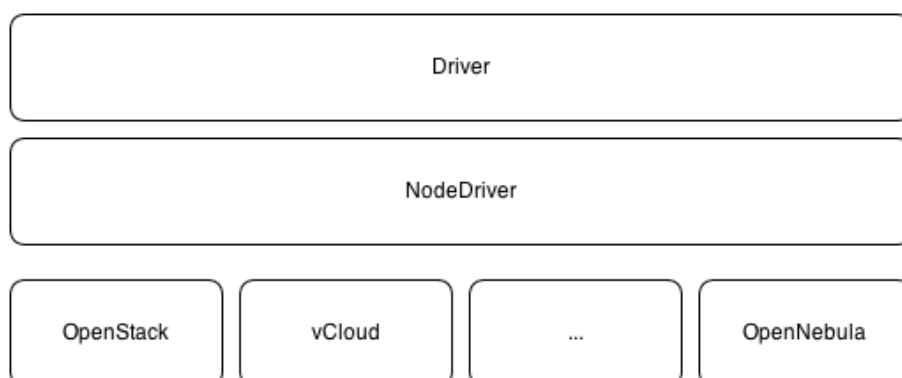 Driver
NodeDriver
OpenStack
vCloud
...
OpenNebula